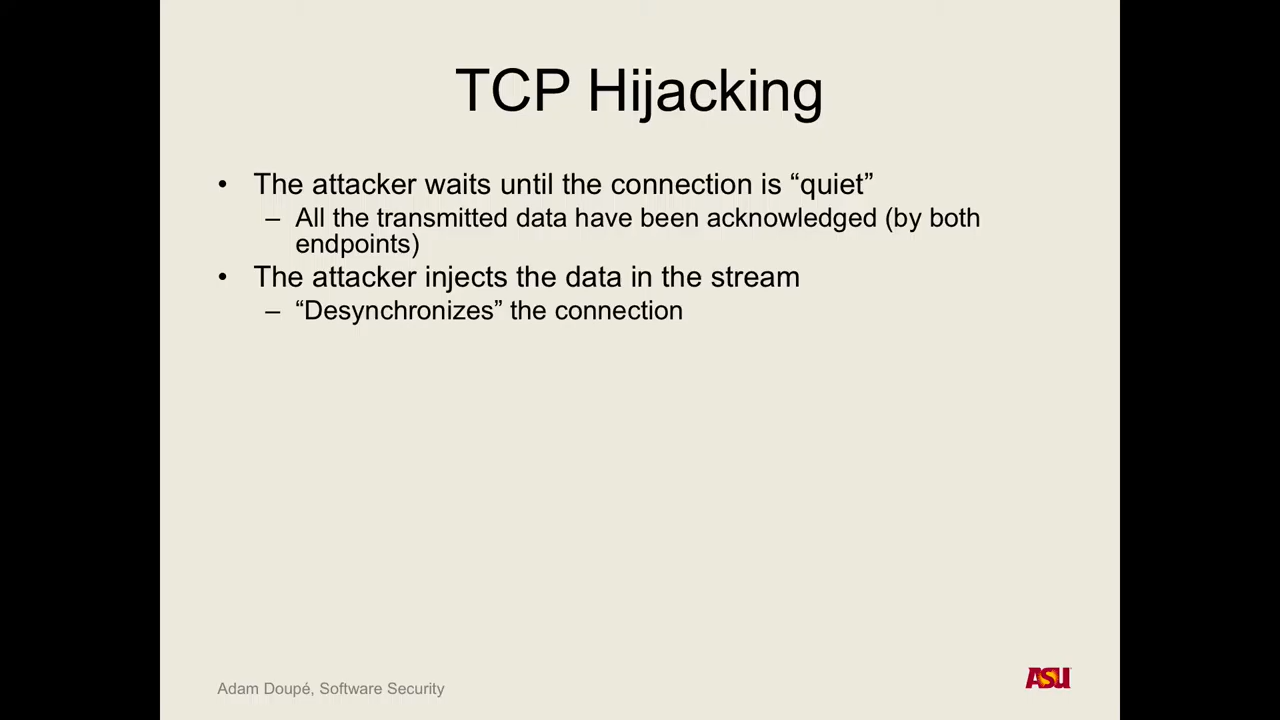 TCP Hijacking
• The attacker waits until the connection is “quiet”
– All the transmitted data have been acknowledged (by both
endpoints)
• The attacker injects the data in the stream
– “Desynchronizes” the connection
Adam Doupé, Software Security
ASU